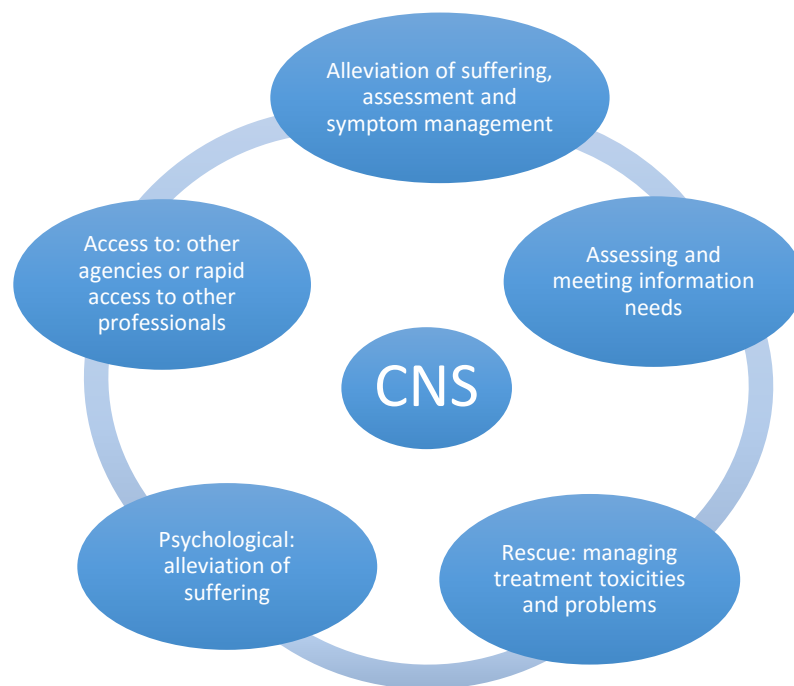 Alleviation of suffering,
assessment and
symptom management
Access to: other
agencies or rapid
access to other
professionals
Assessing and
meeting information
needs
CNS
Psychological:
alleviation of
suffering
Rescue: managing
treatment toxicities
and problems